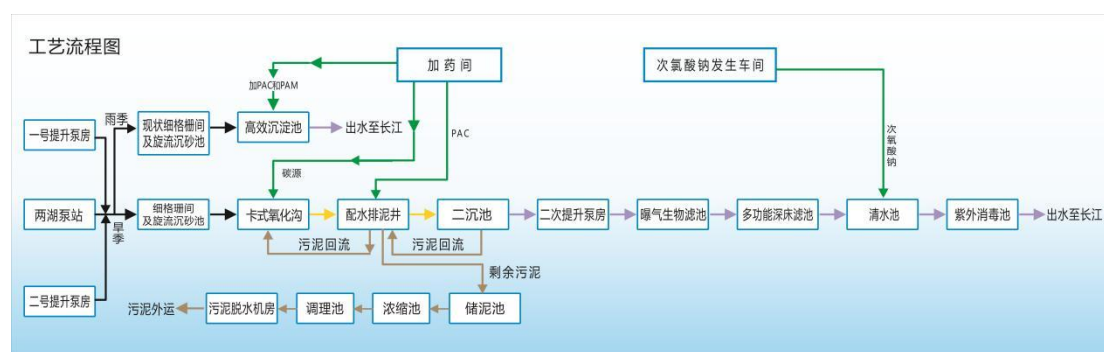 工艺流程图
加药间
次氯酸钠发生车间
加PAC和PAM
雨季
现状细格栅间
及旋流沉砂池
高效沉淀池
出水至长江
一号提升泵房
PAC
次氯酸钠
碳源
两湖泵站
旱季
细格珊间
及旋流沉砂池
卡式氧化沟
配水排泥井
二沉池
二次提升泵房
曝气生物滤池
多功能深床滤池
清水池
紫外消毒池
出水至长江
污泥回流
污泥回流
剩余污泥
二号提升泵房
污泥外运
污泥脱水机房
调理池
浓缩池
储泥池